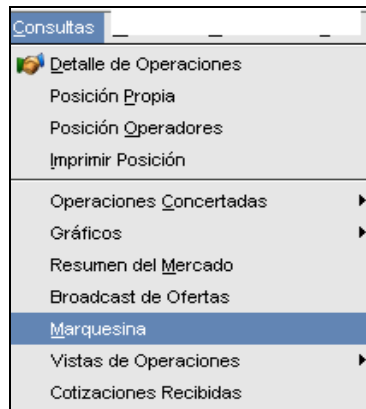 Consultas
Detalle de Operaciones
Posición Propia
Posición Operadores
Imprimir Posición
Operaciones Concertadas
Gráficos
Resumen del Mercado
Broadcast de Ofertas
Marquesina
Vistas de Operaciones
Cotizaciones Recibidas